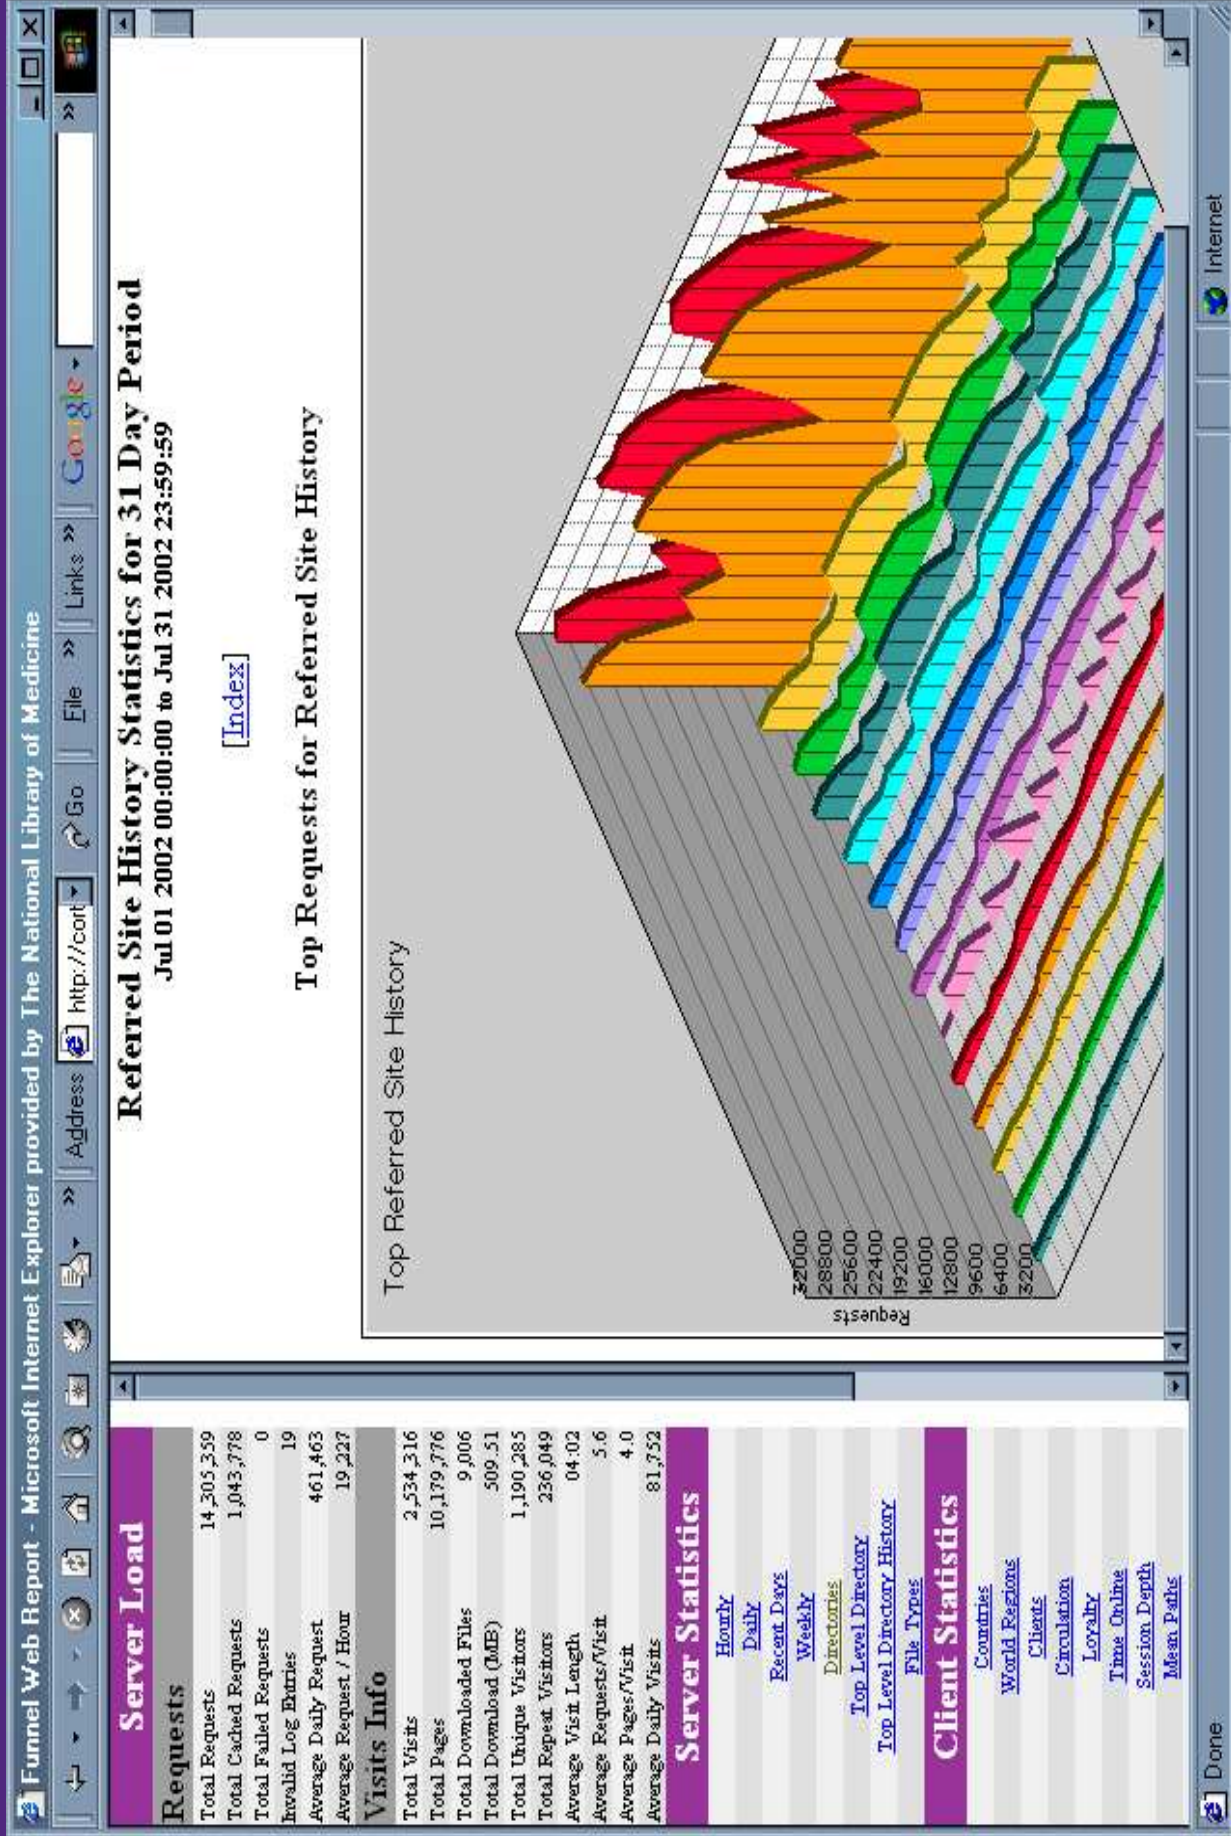 Funnel Web Report - Microsoft Internet Explorer provided by The National Library of Medicine
Address http://cort Go File >> Links >> Google >>
Server Load
Requests
Total Requests 14,305,359
Total Cached Requests 1,043,778
Total Failed Requests 0
Invalid Log Entries 19
Average Daily Request 461,463
Average Request / Hour 19,227
Visits Info
Total Visits 2,534,316
Total Pages 10,179,776
Total Downloaded Files 9,006
Total Download (MB) 509.51
Total Unique Visitors 1,190,285
Total Repeat Visitors 236,049
Average Visit Length 04:02
Average Requests/Visit 5.6
Average Pages/Visit 4.0
Average Daily Visits 81,752
Server Statistics
Hourly
Daily
Recent Days
Weekly
Directories
Top Level Directory
Top Level Directory History
File Types
Client Statistics
Countries
World Regions
Clients
Circulation
Loyalty
Time Online
Session Depth
Mean Paths
Referred Site History Statistics for 31 Day Period
Jul 01 2002 00:00:00 to Jul 31 2002 23:59:59
[Index]
Top Requests for Referred Site History
Top Referred Site History
Requests
32000
28800
25600
22400
19200
16000
12800
9600
6400
3200
Done Internet